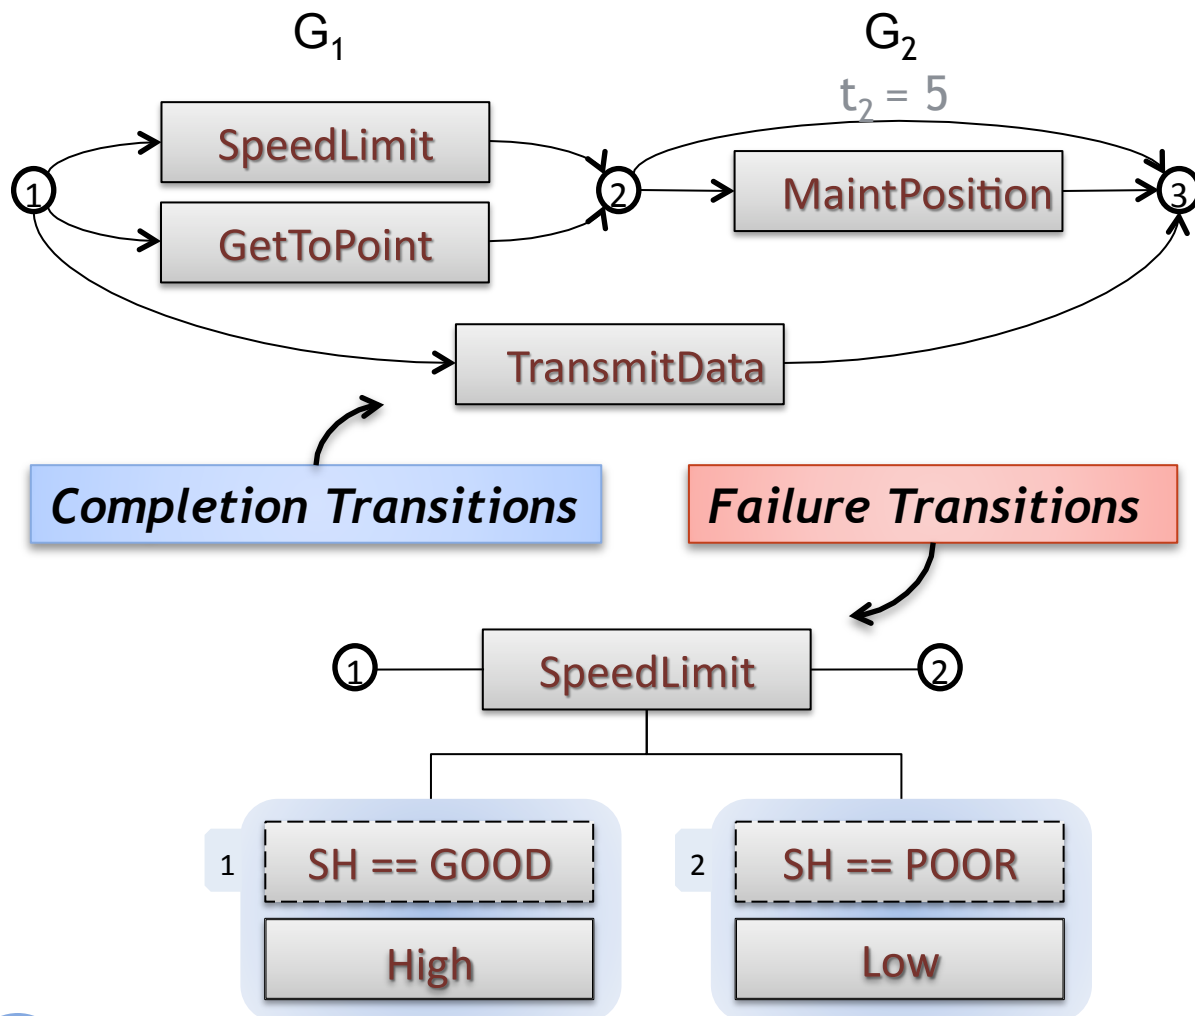 G₁
G₂
t₂ = 5
SpeedLimit
1
2
MaintPosition
3
GetToPoint
TransmitData
Completion Transitions
Failure Transitions
1
SpeedLimit
2
1
SH == GOOD
High
2
SH == POOR
Low